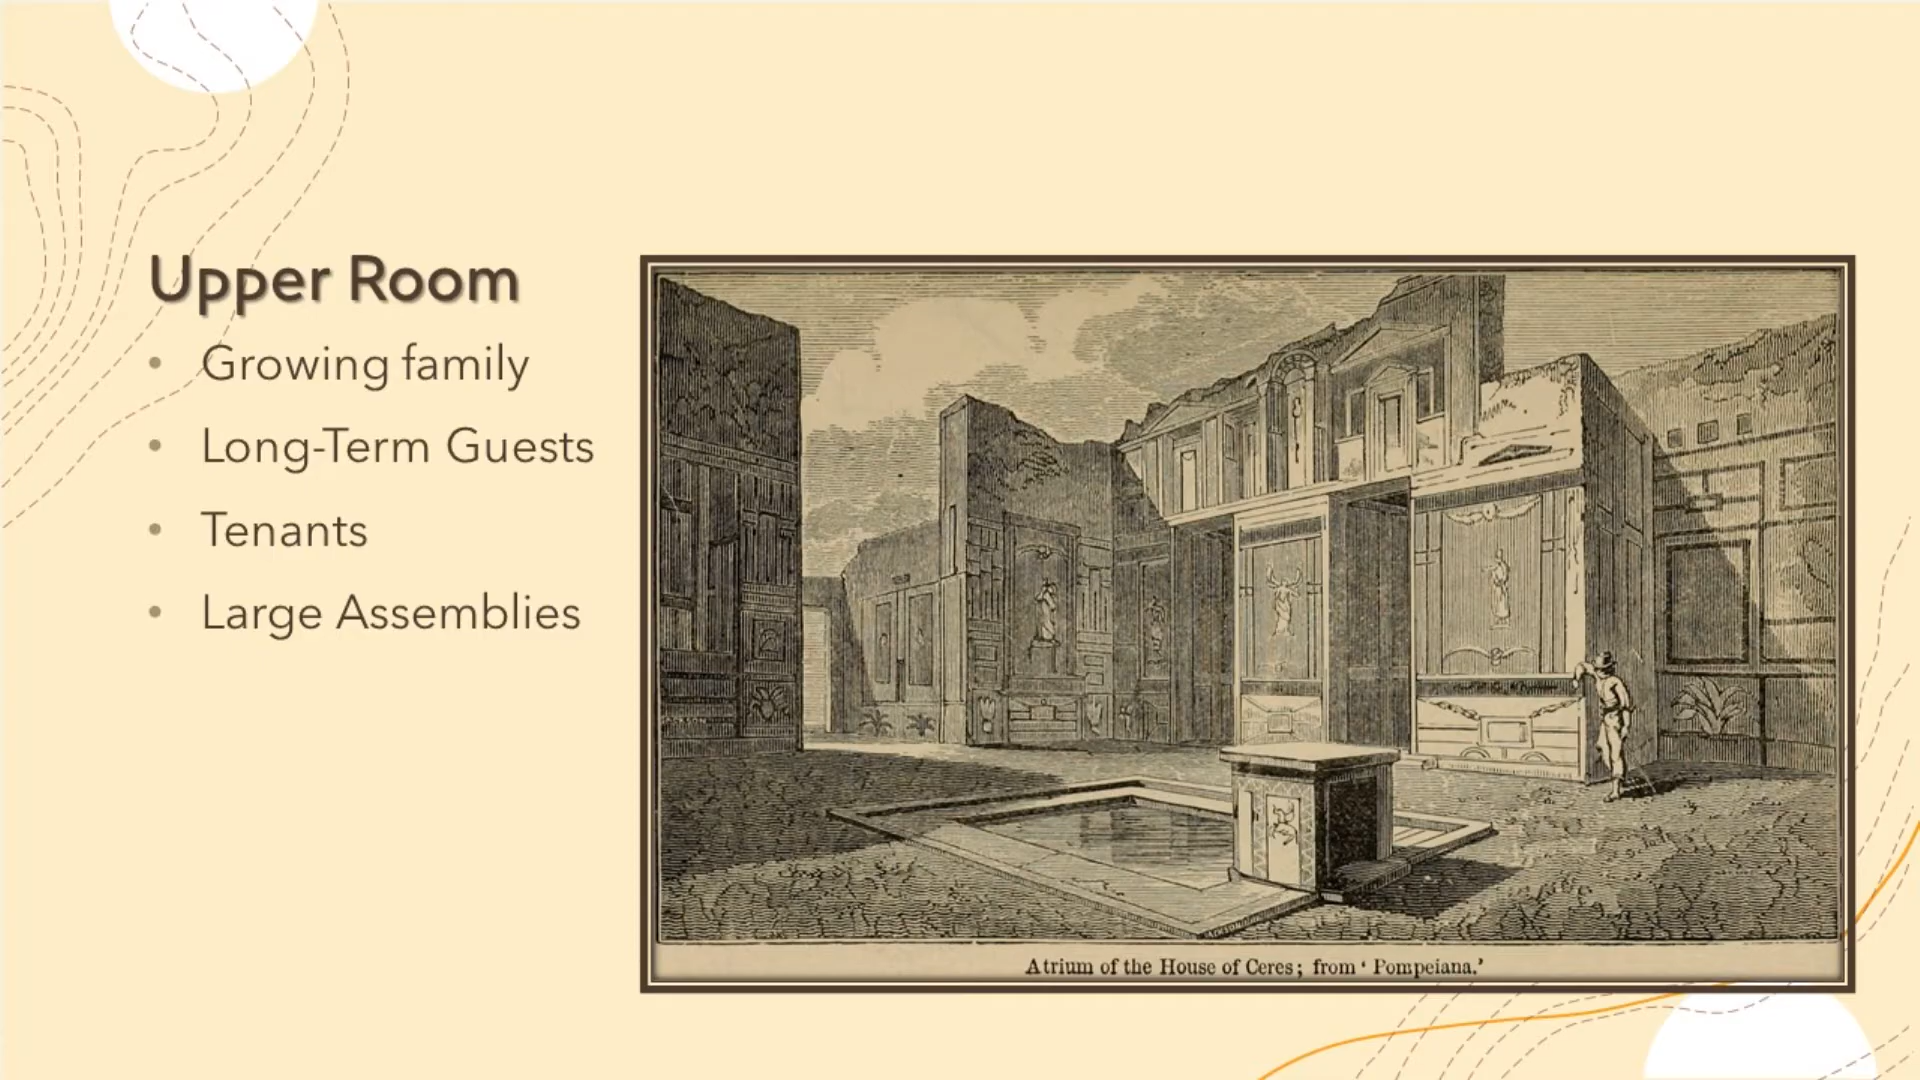 Upper Room
• Growing family
• Long-Term Guests
• Tenants
• Large Assemblies
Atrium of the House of Ceres; from ‘ Pompeiana.’